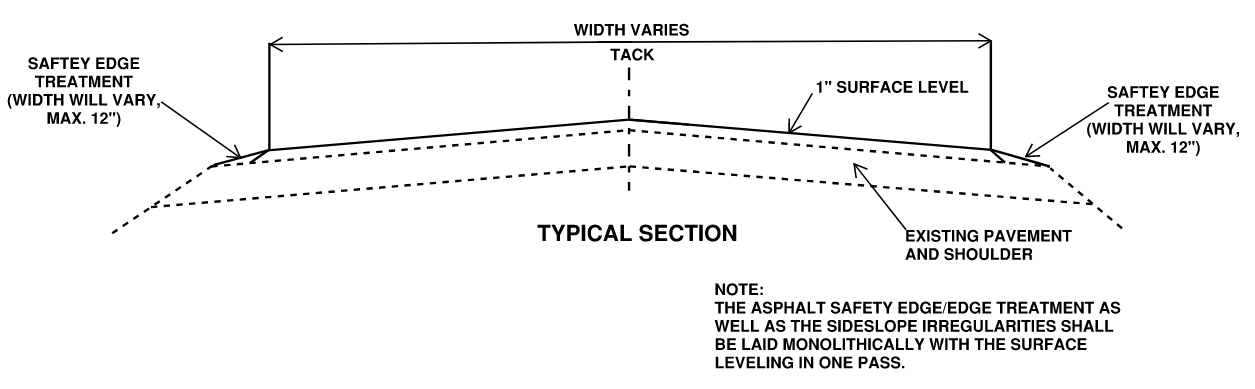 WIDTH VARIES
TACK
SAFTEY EDGE
TREATMENT
(WIDTH WILL VARY,
MAX. 12")
1" SURFACE LEVEL
SAFTEY EDGE
TREATMENT
(WIDTH WILL VARY,
MAX. 12")
TYPICAL SECTION
EXISTING PAVEMENT
AND SHOULDER
NOTE:
THE ASPHALT SAFETY EDGE/EDGE TREATMENT AS
WELL AS THE SIDESLOPE IRREGULARITIES SHALL
BE LAID MONOLITHICALLY WITH THE SURFACE
LEVELING IN ONE PASS.